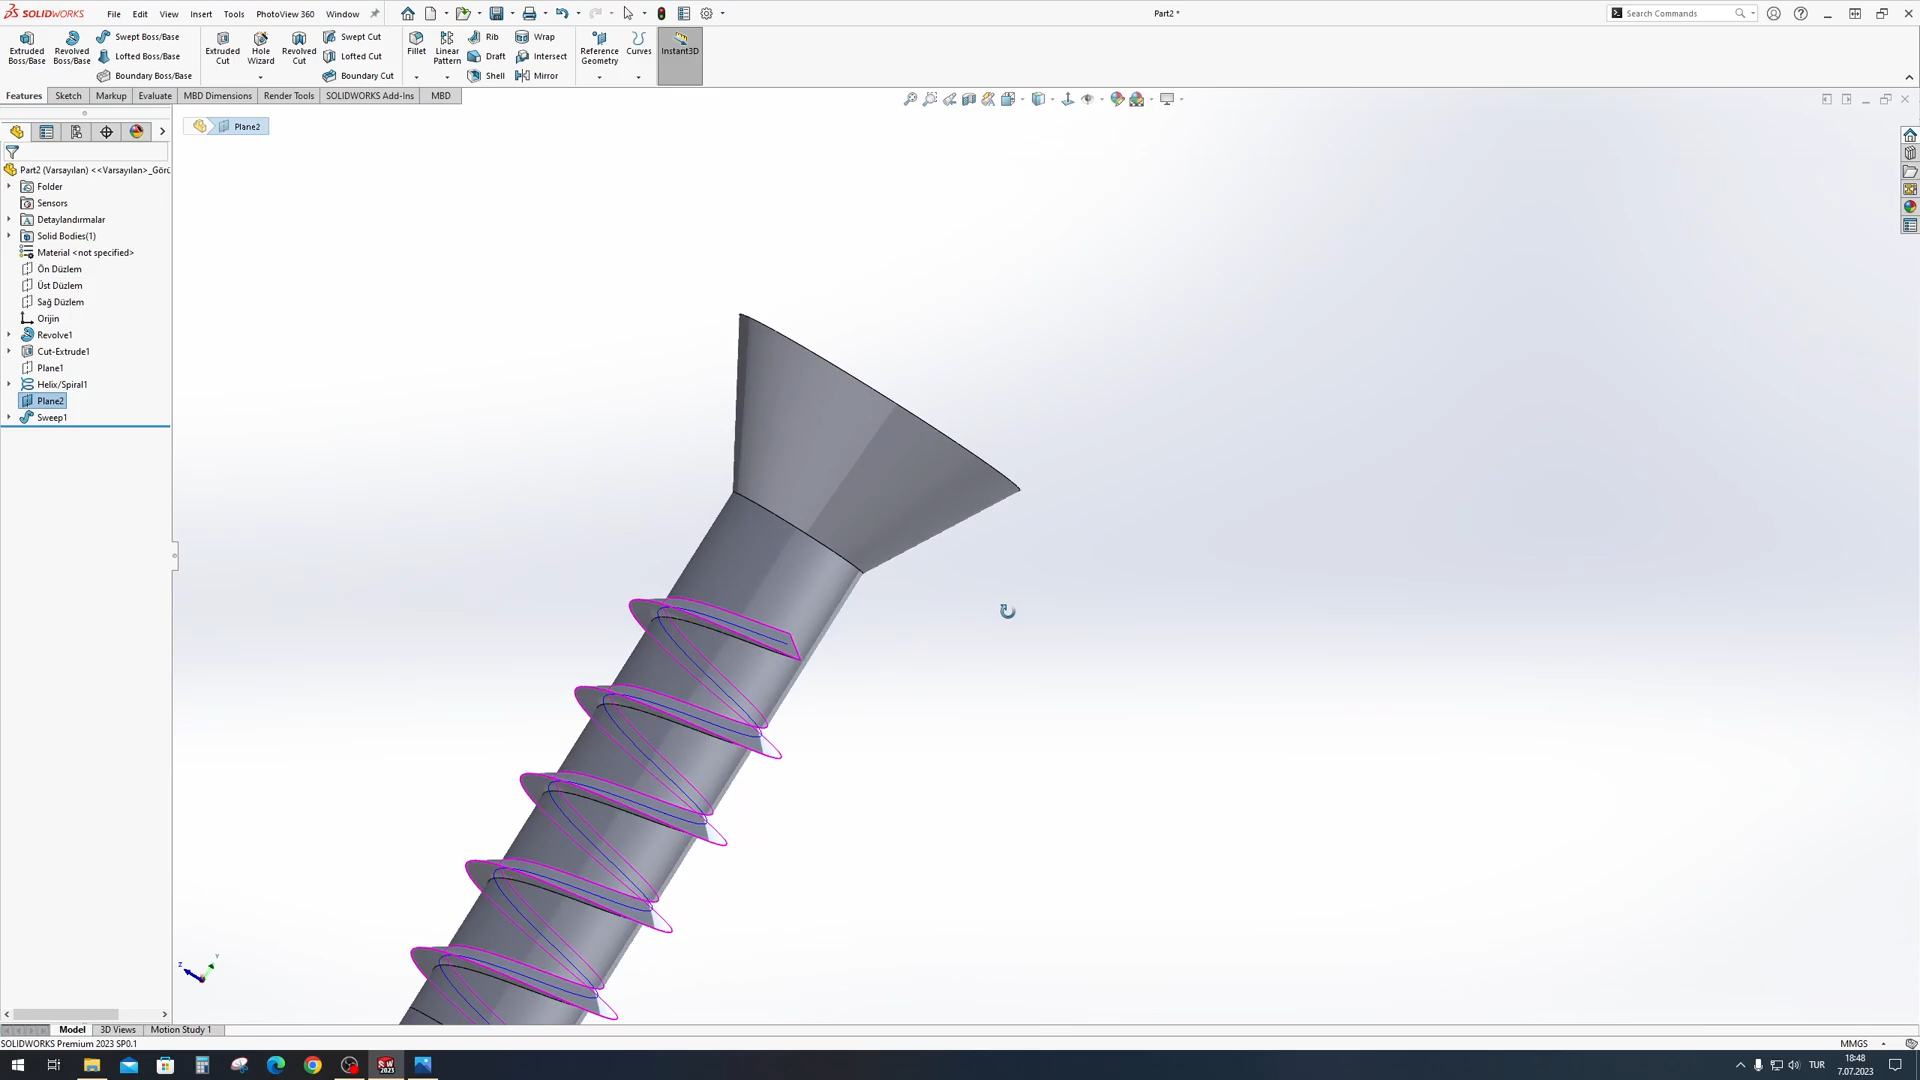 SOLIDWORKS File Edit View Insert Tools PhotoView 360 Window
Part2 *
Search Commands
Extruded Boss/Base
Revolved Boss/Base
Swept Boss/Base
Lofted Boss/Base
Boundary Boss/Base
Extruded Cut
Hole Wizard
Revolved Cut
Swept Cut
Lofted Cut
Boundary Cut
Fillet
Linear Pattern
Rib
Draft
Shell
Wrap
Intersect
Mirror
Reference Geometry
Curves
Instant3D
Features Sketch Markup Evaluate MBD Dimensions Render Tools SOLIDWORKS Add-Ins MBD
Plane2
Part2 (Varsayılan) <<Varsayılan>_Görü
Folder
Sensors
Detaylandırmalar
Solid Bodies(1)
Material <not specified>
Ön Düzlem
Üst Düzlem
Sağ Düzlem
Orijin
Revolve1
Cut-Extrude1
Plane1
Helix/Spiral1
Plane2
Sweep1
Y
Z
Model 3D Views Motion Study 1
SOLIDWORKS Premium 2023 SP0.1
MMGS
TUR
18:48
7.07.2023